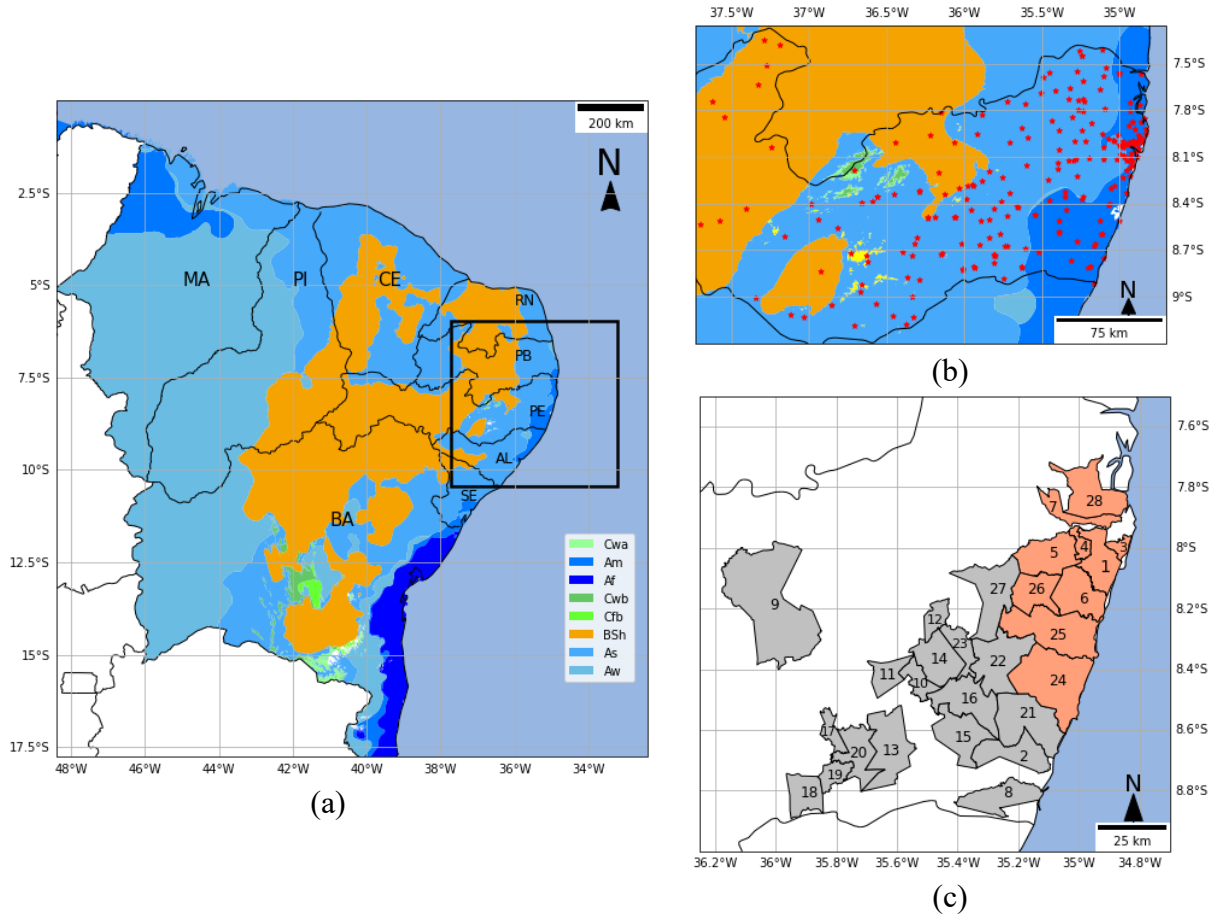 200 km
N
2.5°S
5°S
7.5°S
10°S
12.5°S
15°S
17.5°S
MA
PI
CE
RN
PB
PE
AL
SE
BA
Cwa
Am
Af
Cwb
Cfb
BSh
As
Aw
48°W 46°W 44°W 42°W 40°W 38°W 36°W 34°W
(a)
37.5°W 37°W 36.5°W 36°W 35.5°W 35°W
7.5°S
7.8°S
8.1°S
8.4°S
8.7°S
9°S
N
75 km
(b)
7.6°S
7.8°S
8°S
8.2°S
8.4°S
8.6°S
8.8°S
28
7
5
4
3
1
9
27
26
6
12
23
25
14
22
11
10
24
16
21
17
15
20
13
2
19
18
8
N
25 km
36.2°W 36°W 35.8°W 35.6°W 35.4°W 35.2°W 35°W 34.8°W
(c)